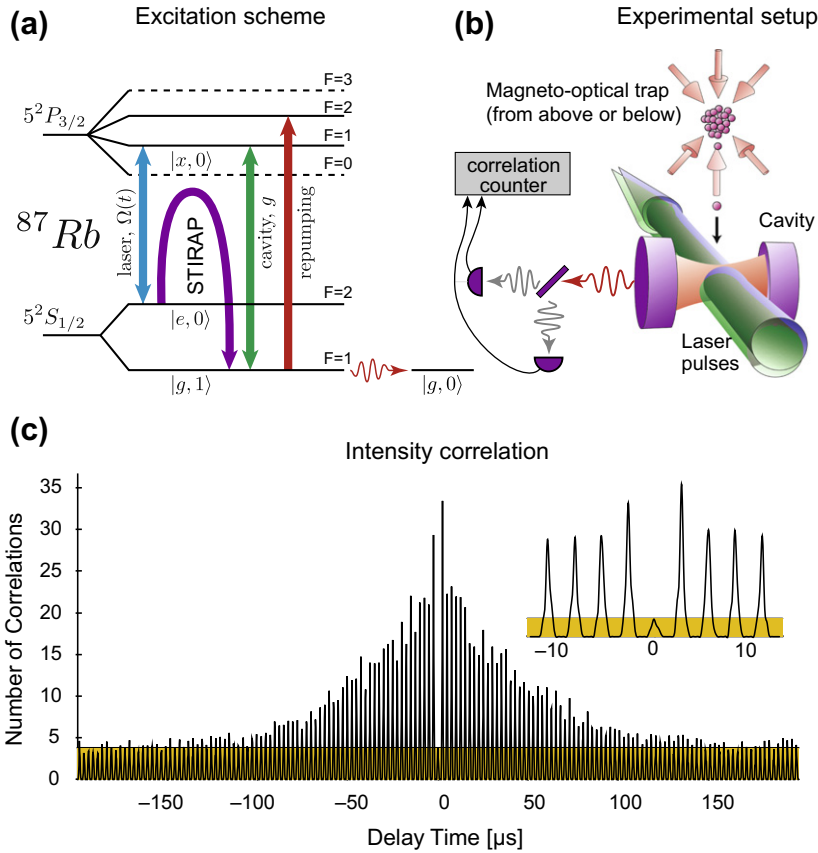 (a) Excitation scheme
F=3
5²P₃/₂
F=2
F=1
|x, 0⟩
F=0
⁸⁷Rb
laser, Ω(t)
STIRAP
cavity, g
repumping
5²S₁/₂
F=2
|e, 0⟩
F=1
|g, 1⟩
|g, 0⟩
(b) Experimental setup
Magneto-optical trap
(from above or below)
correlation
counter
Cavity
Laser
pulses
(c)
Intensity correlation
Number of Correlations
35
30
25
20
15
10
5
0
−150 −100 −50 0 50 100 150
Delay Time [µs]
−10 0 10